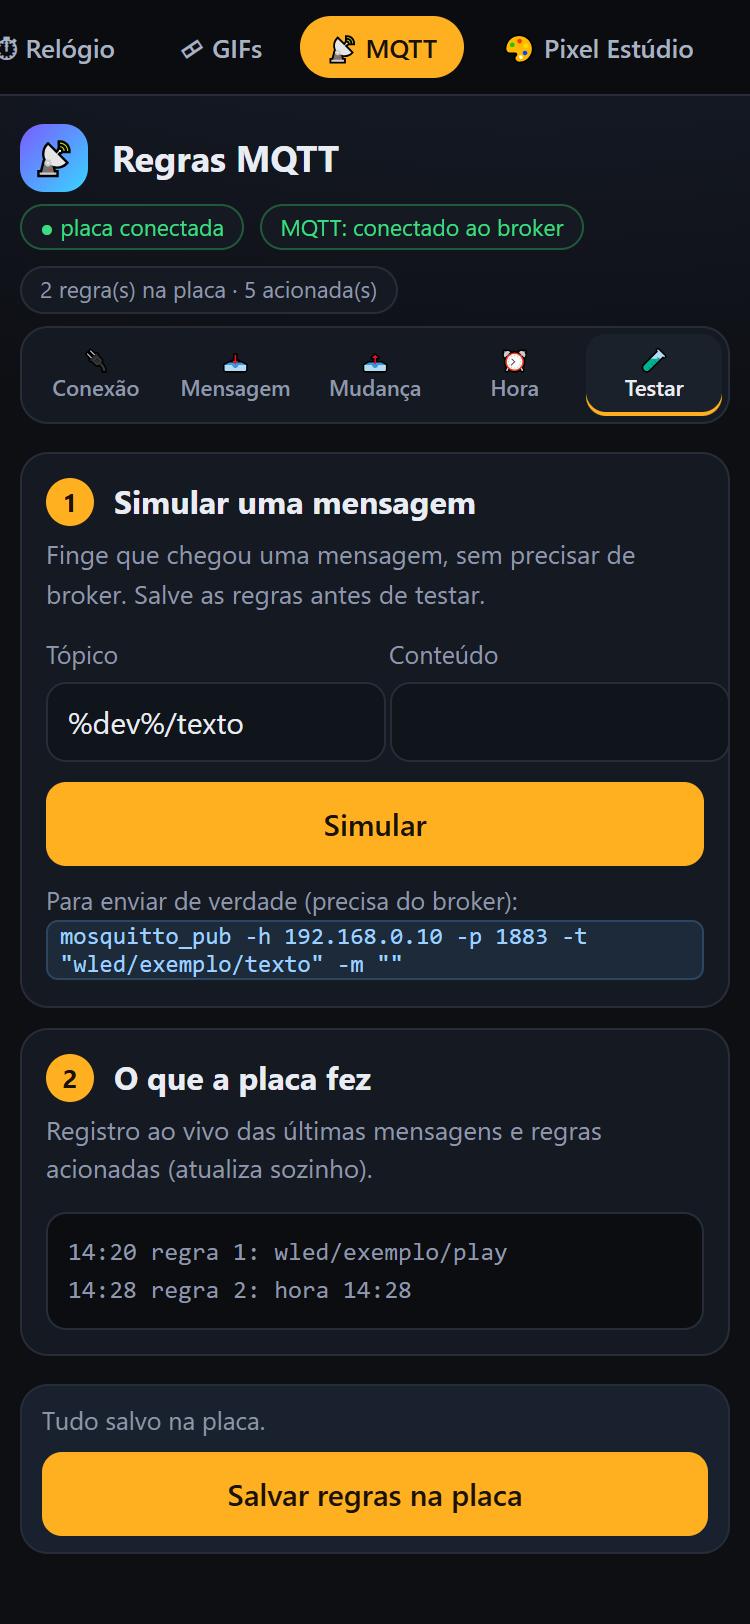 Relógio
GIFs
MQTT
Pixel Estúdio
Regras MQTT
placa conectada
MQTT: conectado ao broker
2 regra(s) na placa · 5 acionada(s)
Conexão
Mensagem
Mudança
Hora
Testar
1 Simular uma mensagem
Finge que chegou uma mensagem, sem precisar de
broker. Salve as regras antes de testar.
Tópico
Conteúdo
%dev%/texto
Simular
Para enviar de verdade (precisa do broker):
mosquitto_pub -h 192.168.0.10 -p 1883 -t
"wled/exemplo/texto" -m ""
2 O que a placa fez
Registro ao vivo das últimas mensagens e regras
acionadas (atualiza sozinho).
14:20 regra 1: wled/exemplo/play
14:28 regra 2: hora 14:28
Tudo salvo na placa.
Salvar regras na placa